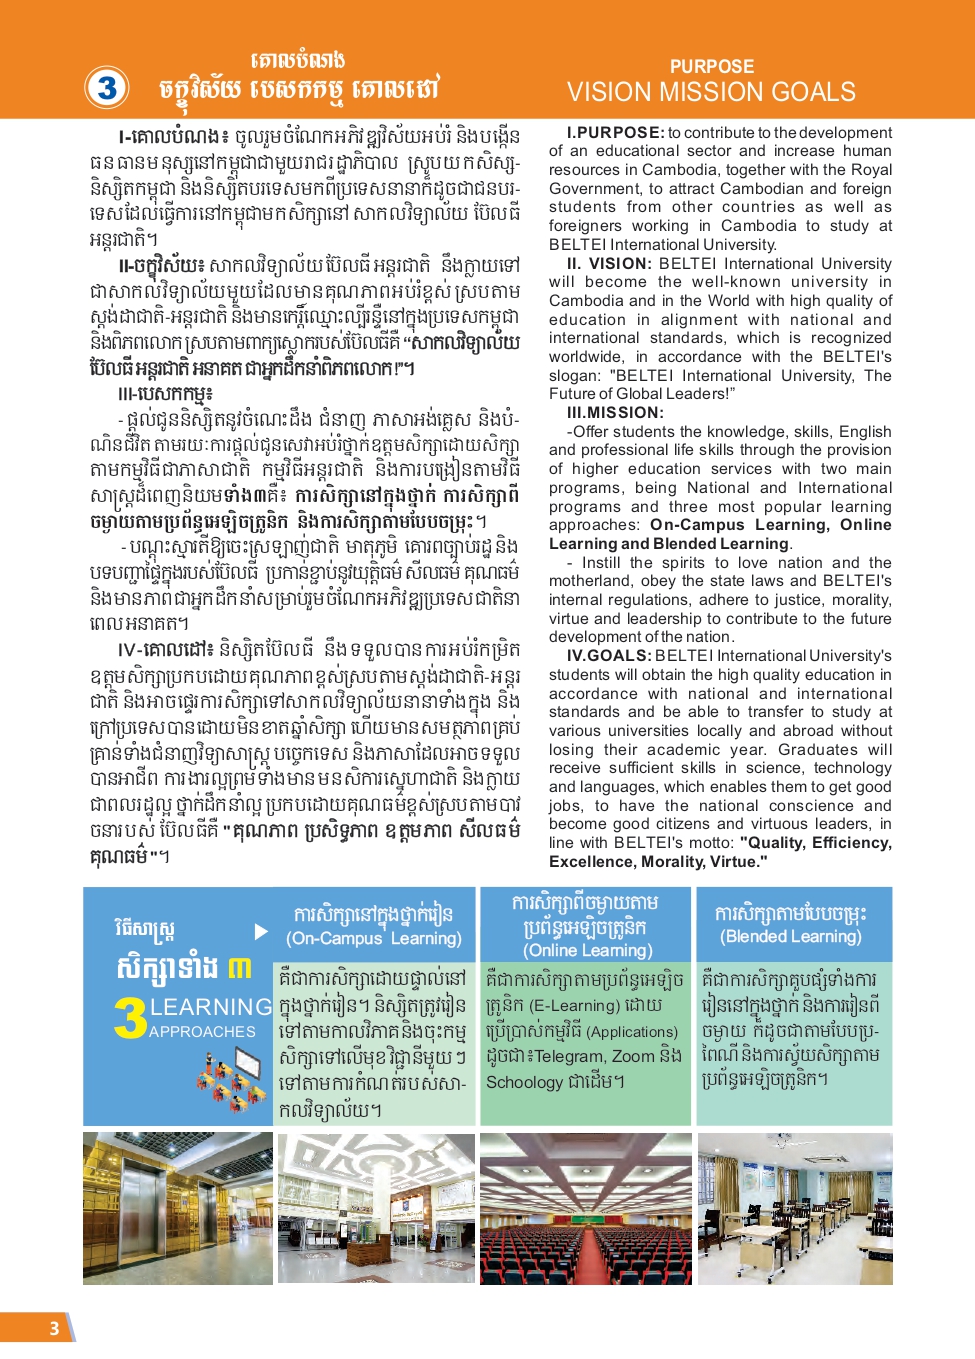 3
គោលបំណង
ចក្ខុវិស័យ បេសកកម្ម គោលដៅ
PURPOSE
VISION MISSION GOALS
I-គោលបំណង៖ ចូលរួមចំណែកអភិវឌ្ឍវិស័យអប់រំ និងបង្កើន
ធនធានមនុស្សនៅកម្ពុជាជាមួយរាជរដ្ឋាភិបាល ស្រូបយកសិស្ស-
និស្សិតកម្ពុជា និងនិស្សិតបរទេសមកពីប្រទេសនានាក៏ដូចជាជនបរ-
ទេសដែលធ្វើការនៅកម្ពុជាមកសិក្សានៅ សាកលវិទ្យាល័យ ប៊ែលធី
អន្តរជាតិ។
II-ចក្ខុវិស័យ៖ សាកលវិទ្យាល័យប៊ែលធី អន្តរជាតិ នឹងក្លាយទៅ
ជាសាកលវិទ្យាល័យមួយដែលមានគុណភាពអប់រំខ្ពស់ ស្របតាម
ស្តង់ដាជាតិ-អន្តរជាតិ និងមានកេរ្តិ៍ឈ្មោះល្បីរន្ទឺនៅក្នុងប្រទេសកម្ពុជា
និងពិភពលោក ស្របតាមពាក្យស្លោករបស់ប៊ែលធីគឺ “សាកលវិទ្យាល័យ
ប៊ែលធី អន្តរជាតិ អនាគត ជាអ្នកដឹកនាំពិភពលោក!”។
III-បេសកកម្ម៖
- ផ្តល់ជូននិស្សិតនូវចំណេះដឹង ជំនាញ ភាសាអង់គ្លេស និងបំ-
ណិនជីវិត តាមរយៈការផ្តល់ជូនសេវាអប់រំថ្នាក់ឧត្តមសិក្សាដោយសិក្សា
តាមកម្មវិធីជាភាសាជាតិ កម្មវិធីអន្តរជាតិ និងការបង្រៀនតាមវិធី
សាស្ត្រដ៏ពេញនិយមទាំង៣គឺ៖ ការសិក្សានៅក្នុងថ្នាក់ ការសិក្សាពី
ចម្ងាយតាមប្រព័ន្ធអេឡិចត្រូនិក និងការសិក្សាតាមបែបចម្រុះ។
- បណ្តុះស្មារតីឱ្យចេះស្រឡាញ់ជាតិ មាតុភូមិ គោរពច្បាប់រដ្ឋ និង
បទបញ្ជាផ្ទៃក្នុងរបស់ប៊ែលធី ប្រកាន់ខ្ជាប់នូវយុត្តិធម៌ សីលធម៌ គុណធម៌
និងមានភាពជាអ្នកដឹកនាំសម្រាប់រួមចំណែកអភិវឌ្ឍប្រទេសជាតិនា
ពេលអនាគត។
IV-គោលដៅ៖ និស្សិតប៊ែលធី នឹងទទួលបានការអប់រំកម្រិត
ឧត្តមសិក្សាប្រកបដោយគុណភាពខ្ពស់ស្របតាមស្តង់ដាជាតិ-អន្តរ
ជាតិ និងអាចផ្ទេរការសិក្សាទៅសាកលវិទ្យាល័យនានាទាំងក្នុង និង
ក្រៅប្រទេសបានដោយមិនខាតឆ្នាំសិក្សា ហើយមានសមត្ថភាពគ្រប់
គ្រាន់ទាំងជំនាញវិទ្យាសាស្ត្រ បច្ចេកទេស និងភាសាដែលអាចទទួល
បានអាជីព ការងារល្អព្រមទាំងមានមនសិការស្នេហាជាតិ និងក្លាយ
ជាពលរដ្ឋល្អ ថ្នាក់ដឹកនាំល្អ ប្រកបដោយគុណធម៌ខ្ពស់ស្របតាមបាវ
ចនារបស់ ប៊ែលធីគឺ "គុណភាព ប្រសិទ្ធភាព ឧត្តមភាព សីលធម៌
គុណធម៌"។
I.PURPOSE: to contribute to the development
of an educational sector and increase human
resources in Cambodia, together with the Royal
Government, to attract Cambodian and foreign
students from other countries as well as
foreigners working in Cambodia to study at
BELTEI International University.
II. VISION: BELTEI International University
will become the well-known university in
Cambodia and in the World with high quality of
education in alignment with national and
international standards, which is recognized
worldwide, in accordance with the BELTEI's
slogan: "BELTEI International University, The
Future of Global Leaders!”
III.MISSION:
-Offer students the knowledge, skills, English
and professional life skills through the provision
of higher education services with two main
programs, being National and International
programs and three most popular learning
approaches: On-Campus Learning, Online
Learning and Blended Learning.
- Instill the spirits to love nation and the
motherland, obey the state laws and BELTEI's
internal regulations, adhere to justice, morality,
virtue and leadership to contribute to the future
development of the nation.
IV.GOALS: BELTEI International University's
students will obtain the high quality education in
accordance with national and international
standards and be able to transfer to study at
various universities locally and abroad without
losing their academic year. Graduates will
receive sufficient skills in science, technology
and languages, which enables them to get good
jobs, to have the national conscience and
become good citizens and virtuous leaders, in
line with BELTEI's motto: "Quality, Efficiency,
Excellence, Morality, Virtue."
វិធីសាស្ត្រ
សិក្សាទាំង ៣
3 LEARNING
APPROACHES
ការសិក្សានៅក្នុងថ្នាក់រៀន
(On-Campus Learning)
គឺជាការសិក្សាដោយផ្ទាល់នៅ
ក្នុងថ្នាក់រៀន។ និស្សិតត្រូវរៀន
ទៅតាមកាលវិភាគនិងចុះកម្ម
សិក្សាទៅលើមុខវិជ្ជានីមួយៗ
ទៅតាមការកំណត់របស់សា-
កលវិទ្យាល័យ។
ការសិក្សាពីចម្ងាយតាម
ប្រព័ន្ធអេឡិចត្រូនិក
(Online Learning)
គឺជាការសិក្សាតាមប្រព័ន្ធអេឡិច
ត្រូនិក (E-Learning) ដោយ
ប្រើប្រាស់កម្មវិធី (Applications)
ដូចជា៖Telegram, Zoom និង
Schoology ជាដើម។
ការសិក្សាតាមបែបចម្រុះ
(Blended Learning)
គឺជាការសិក្សាគួបផ្សំទាំងការ
រៀននៅក្នុងថ្នាក់ និងការរៀនពី
ចម្ងាយ ក៏ដូចជាតាមបែបប្រ-
ពៃណី និងការស្វ័យសិក្សាតាម
ប្រព័ន្ធអេឡិចត្រូនិក។
3